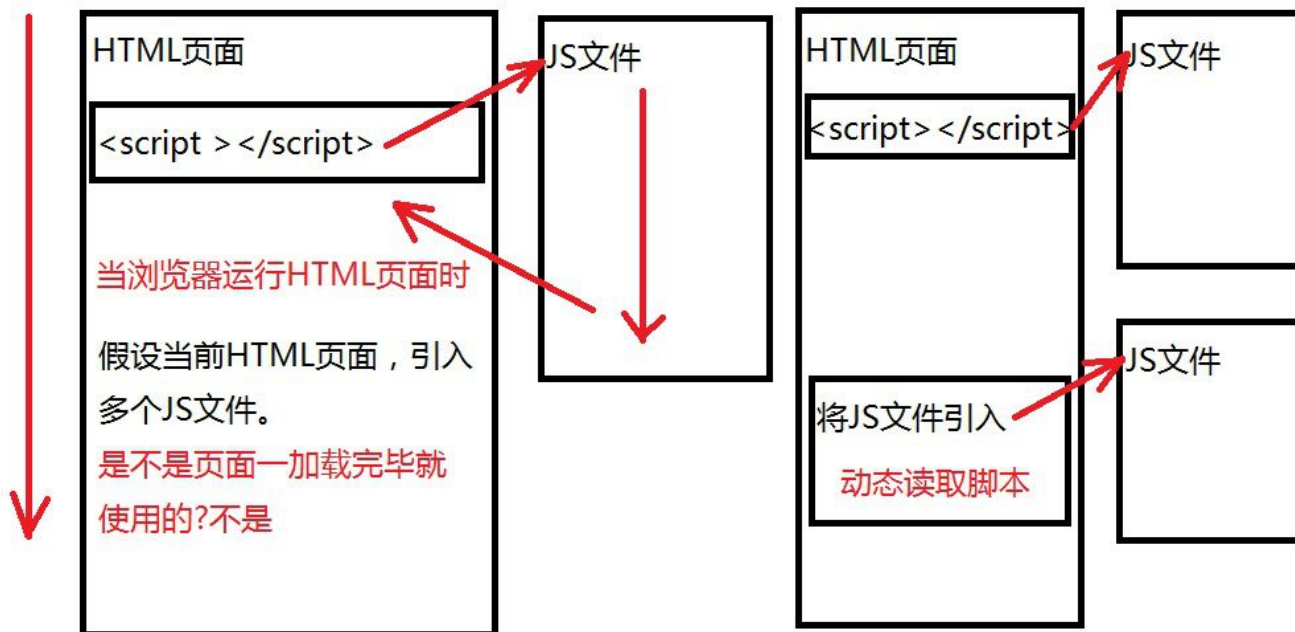 HTML页面
<script ></script>
JS文件
当浏览器运行HTML页面时
假设当前HTML页面，引入
多个JS文件。
是不是页面一加载完毕就
使用的?不是
HTML页面
<script></script>
JS文件
将JS文件引入
动态读取脚本
JS文件